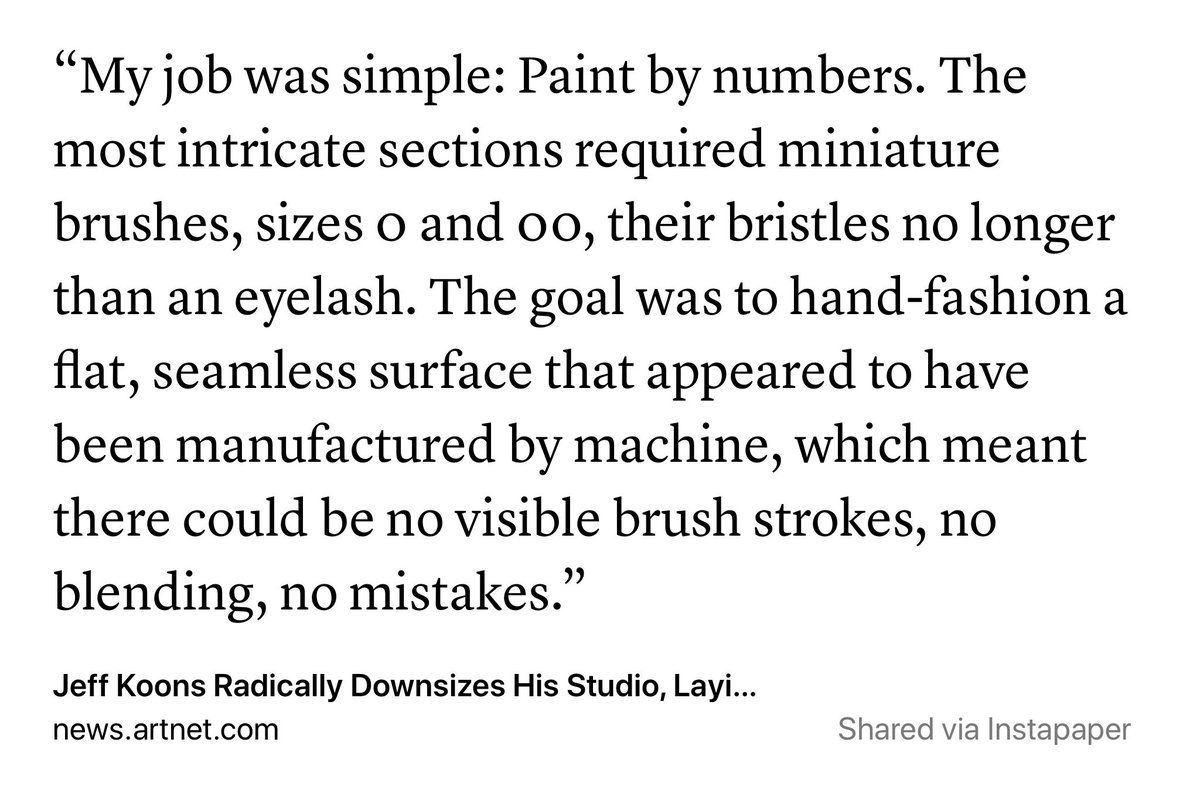 “My job was simple: Paint by numbers. The
most intricate sections required miniature
brushes, sizes 0 and 00, their bristles no longer
than an eyelash. The goal was to hand-fashion a
flat, seamless surface that appeared to have
been manufactured by machine, which meant
there could be no visible brush strokes, no
blending, no mistakes.”
Jeff Koons Radically Downsizes His Studio, Layi...
news.artnet.com
Shared via Instapaper